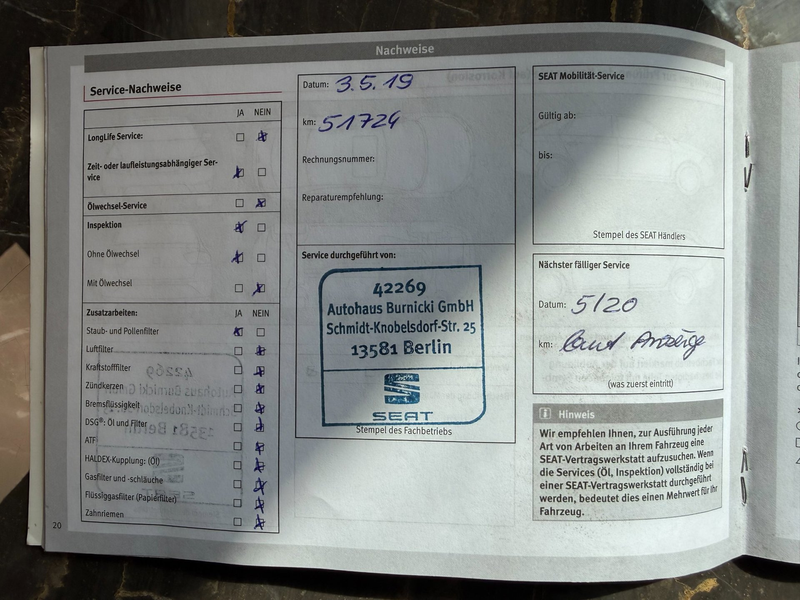 Nachweise
Service-Nachweise
JA NEIN
LongLife Service:
Zeit- oder laufleistungsabhängiger Ser-
vice
Ölwechsel-Service
Inspektion
Ohne Ölwechsel
Mit Ölwechsel
Zusatzarbeiten: JA NEIN
Staub- und Pollenfilter
Luftfilter
Kraftstofffilter
Zündkerzen
Bremsflüssigkeit
DSG®: Öl und Filter
ATF
HALDEX-Kupplung: (Öl)
Gasfilter und -schläuche
Flüssiggasfilter (Papierfilter)
Zahnriemen
20
Datum: 3.5.19
km: 51724
Rechnungsnummer:
Reparaturempfehlung:
Service durchgeführt von:
42269
Autohaus Burnicki GmbH
Schmidt-Knobelsdorf-Str. 25
13581 Berlin
SEAT
Stempel des Fachbetriebs
SEAT Mobilität-Service
Gültig ab:
bis:
Stempel des SEAT Händlers
Nächster fälliger Service
Datum: 5/20
km: laut Anzeige
(was zuerst eintritt)
Hinweis
Wir empfehlen Ihnen, zur Ausführung jeder
Art von Arbeiten an Ihrem Fahrzeug eine
SEAT-Vertragswerkstatt aufzusuchen. Wenn
die Services (Öl, Inspektion) vollständig bei
einer SEAT-Vertragswerkstatt durchgeführt
werden, bedeutet dies einen Mehrwert für Ihr
Fahrzeug.